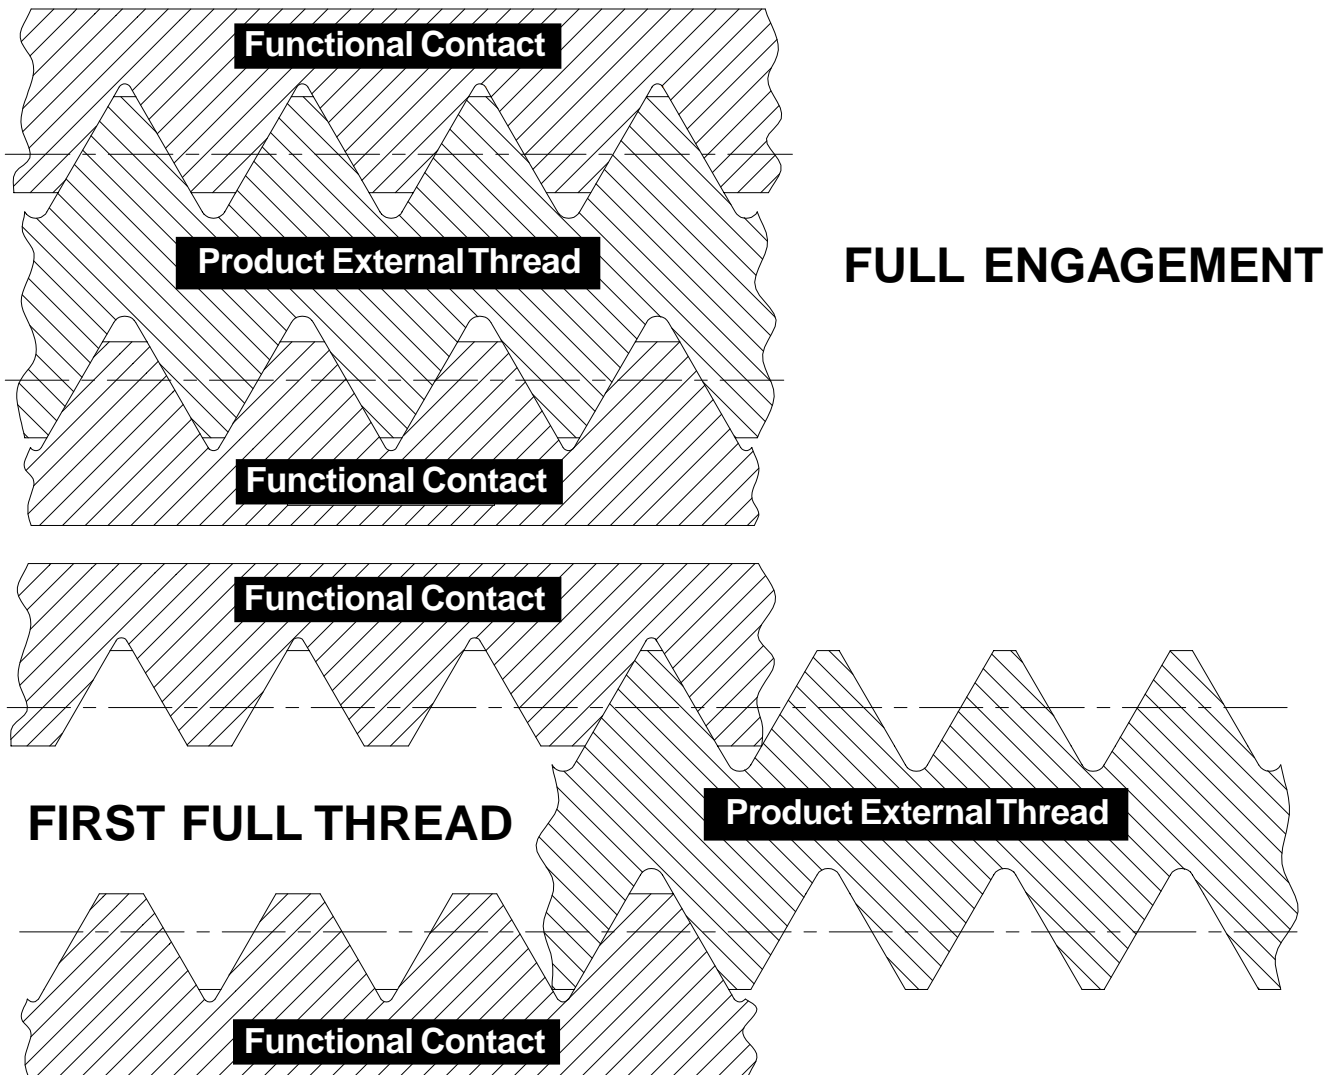 Functional Contact
Product External Thread
FULL ENGAGEMENT
Functional Contact
Functional Contact
FIRST FULL THREAD
Product External Thread
Functional Contact